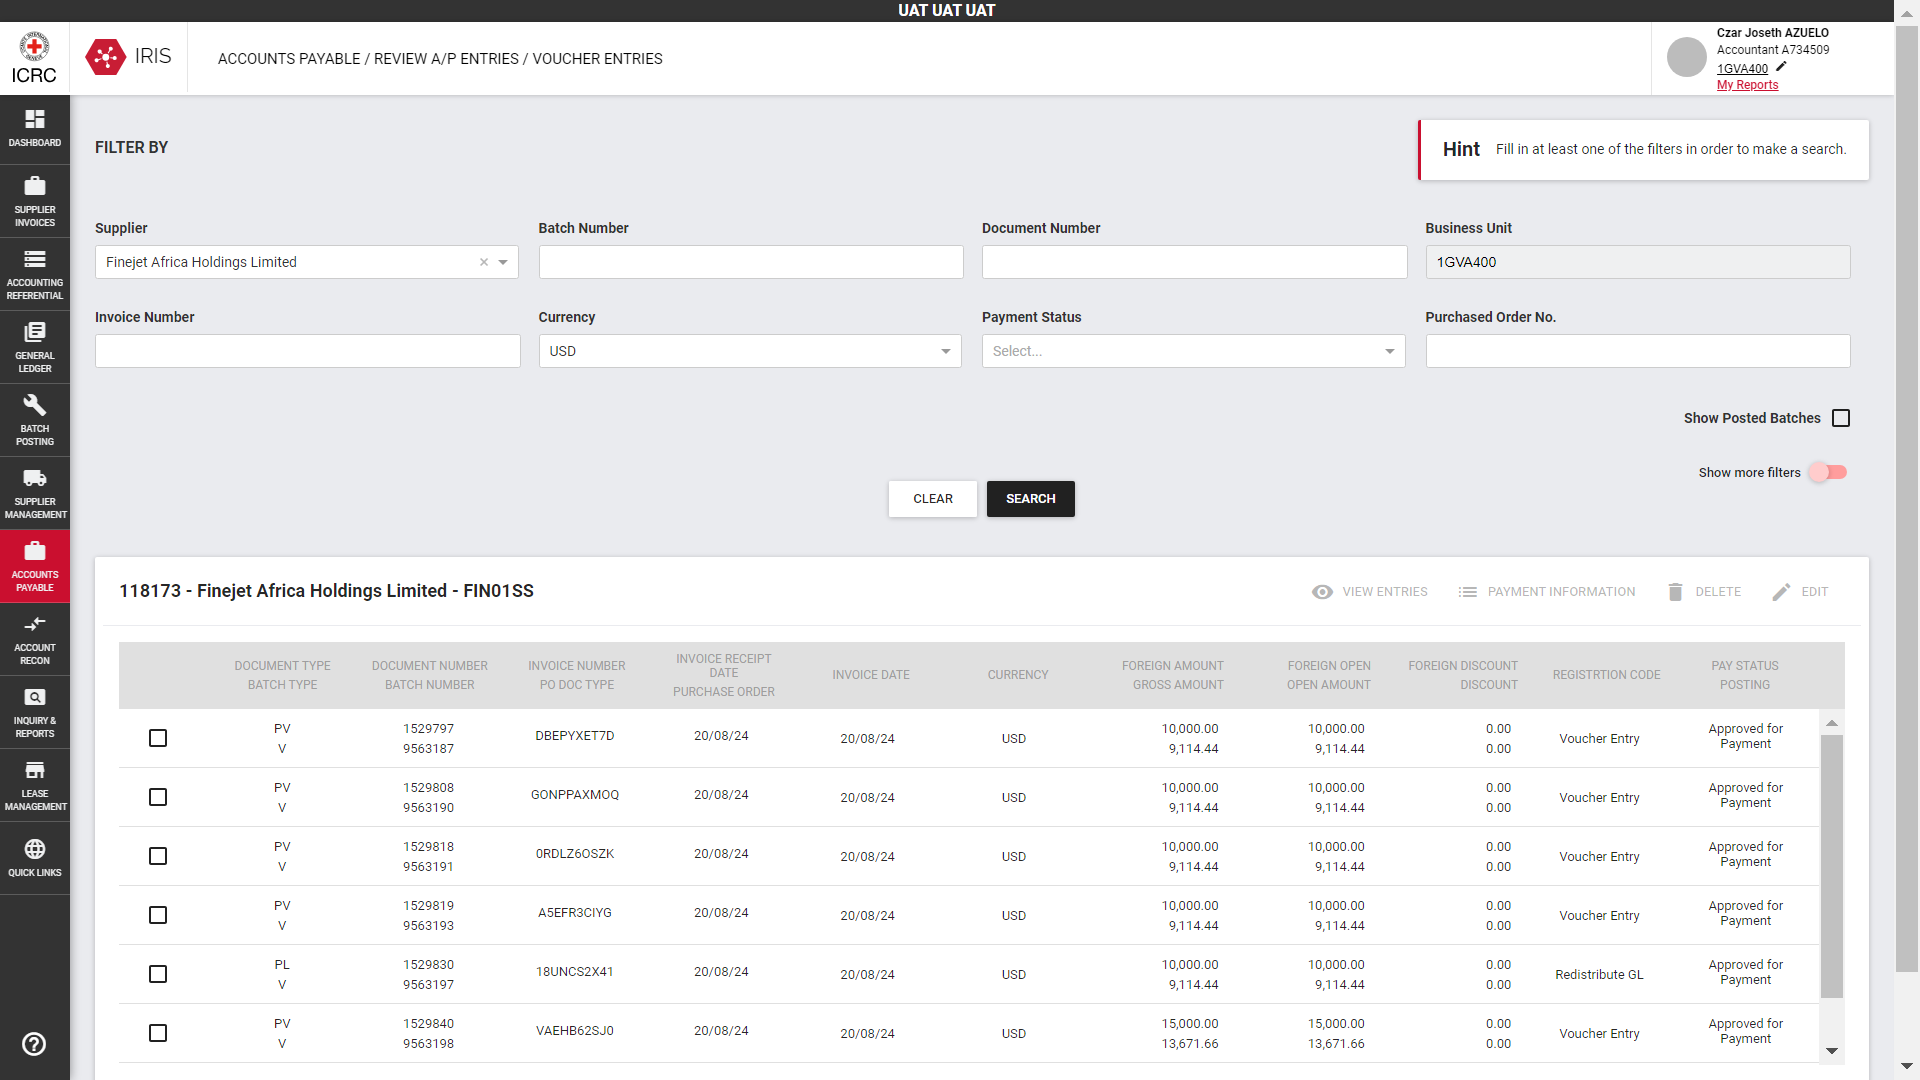 UAT UAT UAT
ICRC
IRIS
ACCOUNTS PAYABLE / REVIEW A/P ENTRIES / VOUCHER ENTRIES
Czar Joseth AZUELO
Accountant A734509
1GVA400
My Reports
DASHBOARD
SUPPLIER
INVOICES
ACCOUNTING
REFERENTIAL
GENERAL
LEDGER
BATCH
POSTING
SUPPLIER
MANAGEMENT
ACCOUNTS
PAYABLE
ACCOUNT
RECON
INQUIRY &
REPORTS
LEASE
MANAGEMENT
QUICK LINKS
FILTER BY
Hint Fill in at least one of the filters in order to make a search.
Supplier Batch Number Document Number Business Unit
Finejet Africa Holdings Limited 1GVA400
Invoice Number Currency Payment Status Purchased Order No.
USD Select...
Show Posted Batches
Show more filters
CLEAR SEARCH
118173 - Finejet Africa Holdings Limited - FIN01SS
VIEW ENTRIES PAYMENT INFORMATION DELETE EDIT
DOCUMENT TYPE DOCUMENT NUMBER INVOICE NUMBER INVOICE RECEIPT DATE INVOICE DATE CURRENCY FOREIGN AMOUNT FOREIGN OPEN FOREIGN DISCOUNT REGISTRTION CODE PAY STATUS
BATCH TYPE BATCH NUMBER PO DOC TYPE PURCHASE ORDER GROSS AMOUNT OPEN AMOUNT DISCOUNT POSTING
PV 1529797 DBEPYXET7D 20/08/24 20/08/24 USD 10,000.00 10,000.00 0.00 Voucher Entry Approved for Payment
V 9563187 9,114.44 9,114.44 0.00
PV 1529808 GONPPAXMOQ 20/08/24 20/08/24 USD 10,000.00 10,000.00 0.00 Voucher Entry Approved for Payment
V 9563190 9,114.44 9,114.44 0.00
PV 1529818 0RDLZ6OSZK 20/08/24 20/08/24 USD 10,000.00 10,000.00 0.00 Voucher Entry Approved for Payment
V 9563191 9,114.44 9,114.44 0.00
PV 1529819 A5EFR3CIYG 20/08/24 20/08/24 USD 10,000.00 10,000.00 0.00 Voucher Entry Approved for Payment
V 9563193 9,114.44 9,114.44 0.00
PL 1529830 18UNCS2X41 20/08/24 20/08/24 USD 10,000.00 10,000.00 0.00 Redistribute GL Approved for Payment
V 9563197 9,114.44 9,114.44 0.00
PV 1529840 VAEHB62SJ0 20/08/24 20/08/24 USD 15,000.00 15,000.00 0.00 Voucher Entry Approved for Payment
V 9563198 13,671.66 13,671.66 0.00